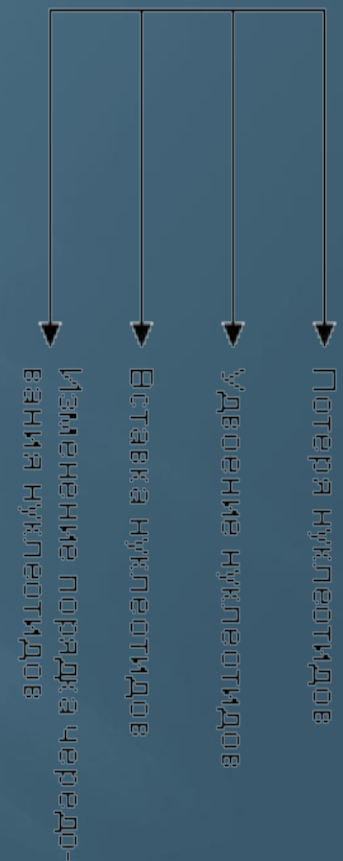 Потеря нуклеотидов
Удвоение нуклеотидов
Вставка нуклеотидов
Изменение порядка чередо-
вания нуклеотидов